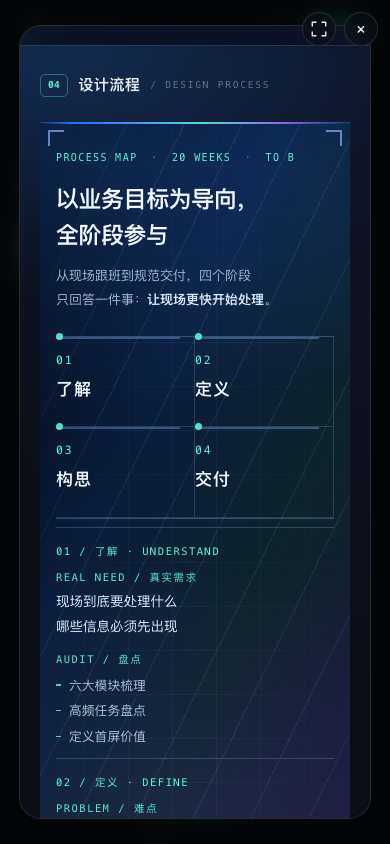 04 设计流程 / DESIGN PROCESS
PROCESS MAP · 20 WEEKS · TO B
以业务目标为导向，
全阶段参与
从现场跟班到规范交付，四个阶段
只回答一件事：让现场更快开始处理。
01
了解
02
定义
03
构思
04
交付
01 / 了解 · UNDERSTAND
REAL NEED / 真实需求
现场到底要处理什么
哪些信息必须先出现
AUDIT / 盘点
– 六大模块梳理
– 高频任务盘点
– 定义首屏价值
02 / 定义 · DEFINE
PROBLEM / 难点